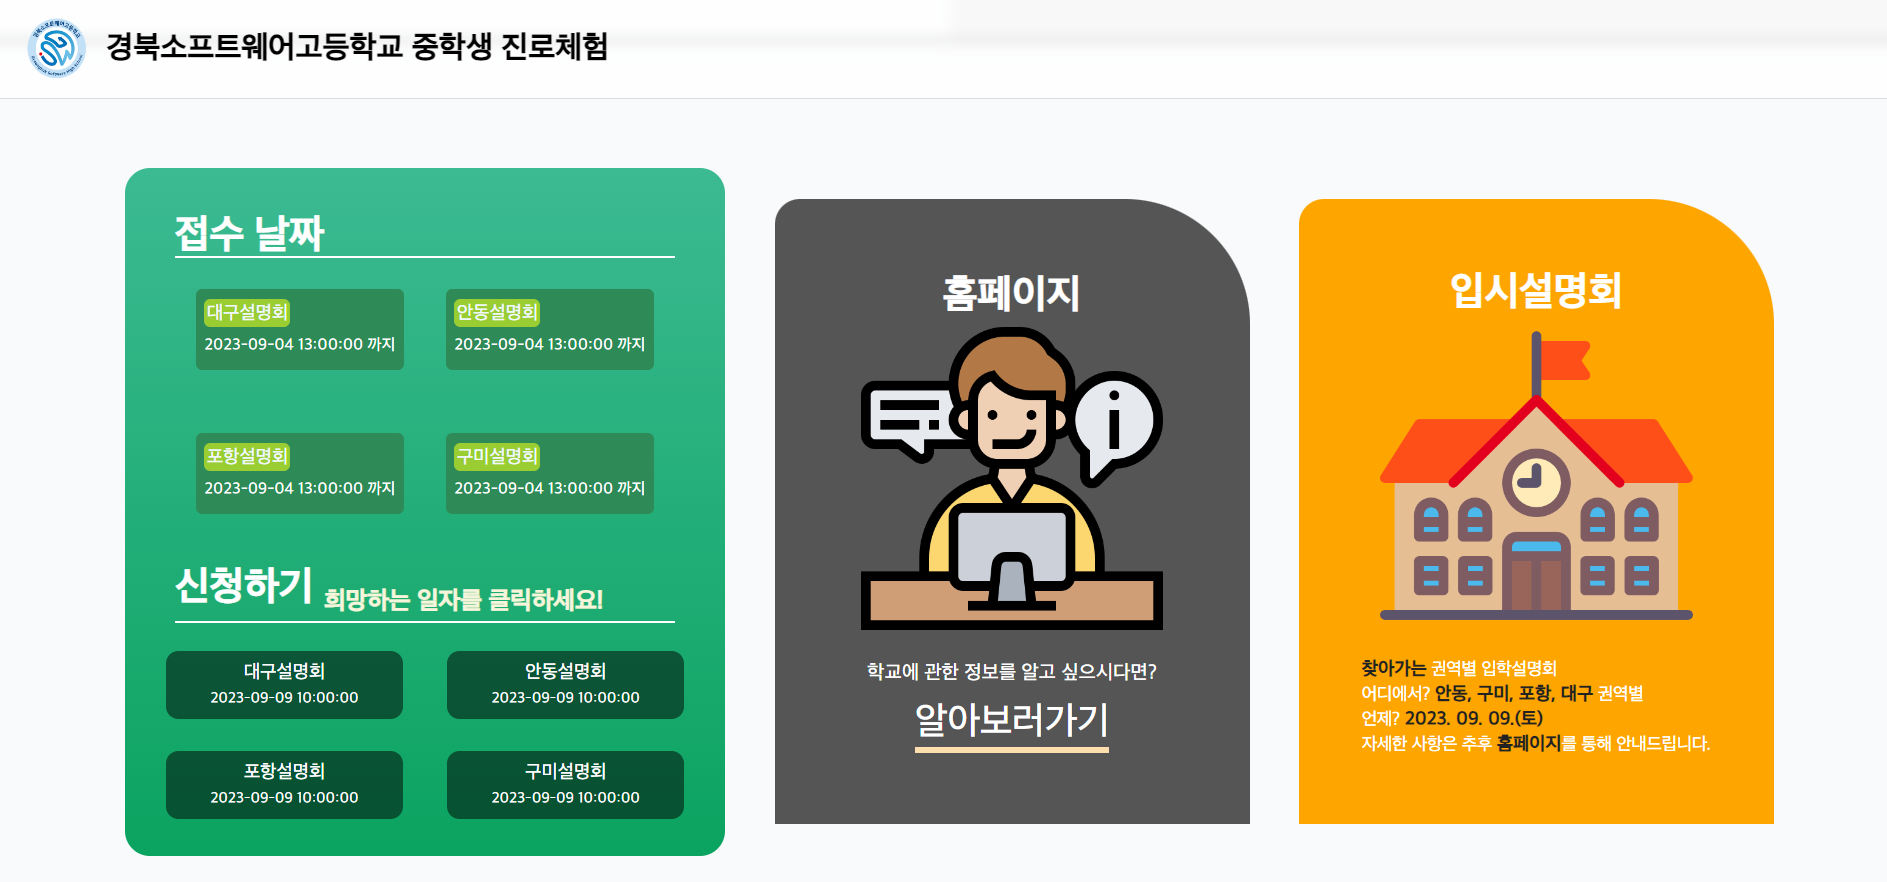 경북소프트웨어고등학교 중학생 진로체험
접수 날짜
대구설명회
2023-09-04 13:00:00 까지
안동설명회
2023-09-04 13:00:00 까지
포항설명회
2023-09-04 13:00:00 까지
구미설명회
2023-09-04 13:00:00 까지
신청하기 희망하는 일자를 클릭하세요!
대구설명회
2023-09-09 10:00:00
안동설명회
2023-09-09 10:00:00
포항설명회
2023-09-09 10:00:00
구미설명회
2023-09-09 10:00:00
홈페이지
i
학교에 관한 정보를 알고 싶으시다면?
알아보러가기
입시설명회
찾아가는 권역별 입학설명회
어디에서? 안동, 구미, 포항, 대구 권역별
언제? 2023. 09. 09.(토)
자세한 사항은 추후 홈페이지를 통해 안내드립니다.